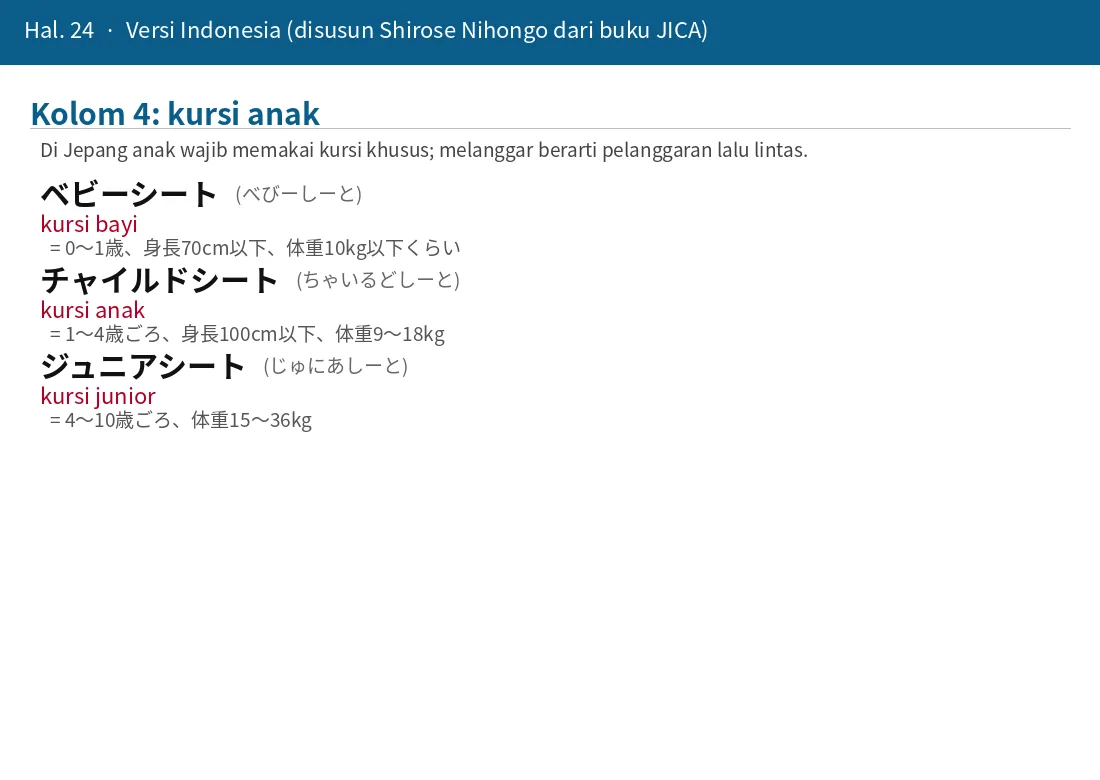 Hal. 24 · Versi Indonesia (disusun Shirose Nihongo dari buku JICA)
Kolom 4: kursi anak
Di Jepang anak wajib memakai kursi khusus; melanggar berarti pelanggaran lalu lintas.
ベビーシート (べびーしーと)
kursi bayi
= 0〜1歳、身長70cm以下、体重10kg以下くらい
チャイルドシート (ちゃいるどしーと)
kursi anak
= 1〜4歳ごろ、身長100cm以下、体重9〜18kg
ジュニアシート (じゅにあしーと)
kursi junior
= 4〜10歳ごろ、体重15〜36kg